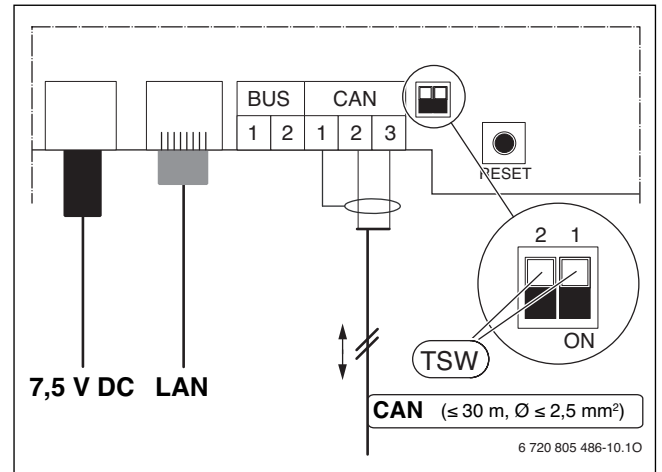 BUS CAN
1 2 1 2 3
RESET
2 1
ON
TSW
7,5 V DC LAN
CAN (≤ 30 m, Ø ≤ 2,5 mm²)
6 720 805 486-10.1O